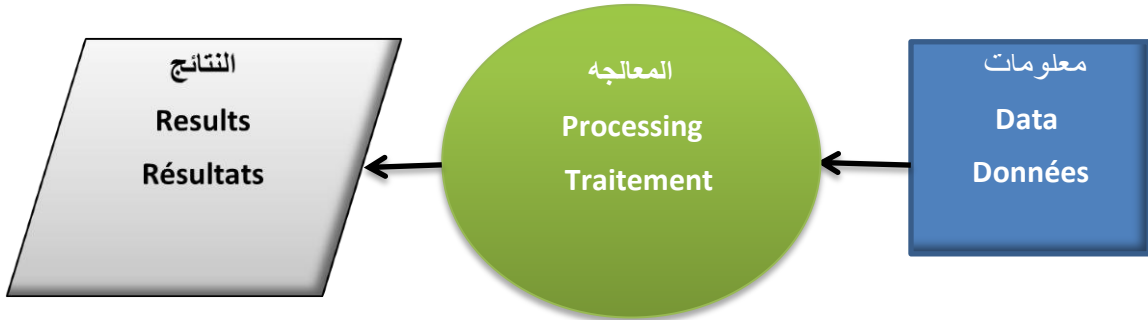 معلومات
Data
Données
المعالجه
Processing
Traitement
النتائج
Results
Résultats